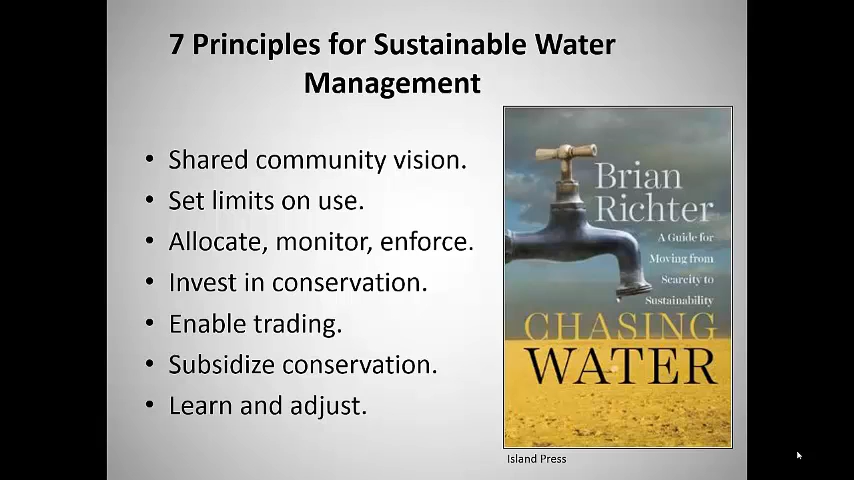 7 Principles for Sustainable Water
Management
• Shared community vision.
• Set limits on use.
• Allocate, monitor, enforce.
• Invest in conservation.
• Enable trading.
• Subsidize conservation.
• Learn and adjust.
Brian
Richter
A Guide for
Moving from
Scarcity to
Sustainability
CHASING
WATER
Island Press